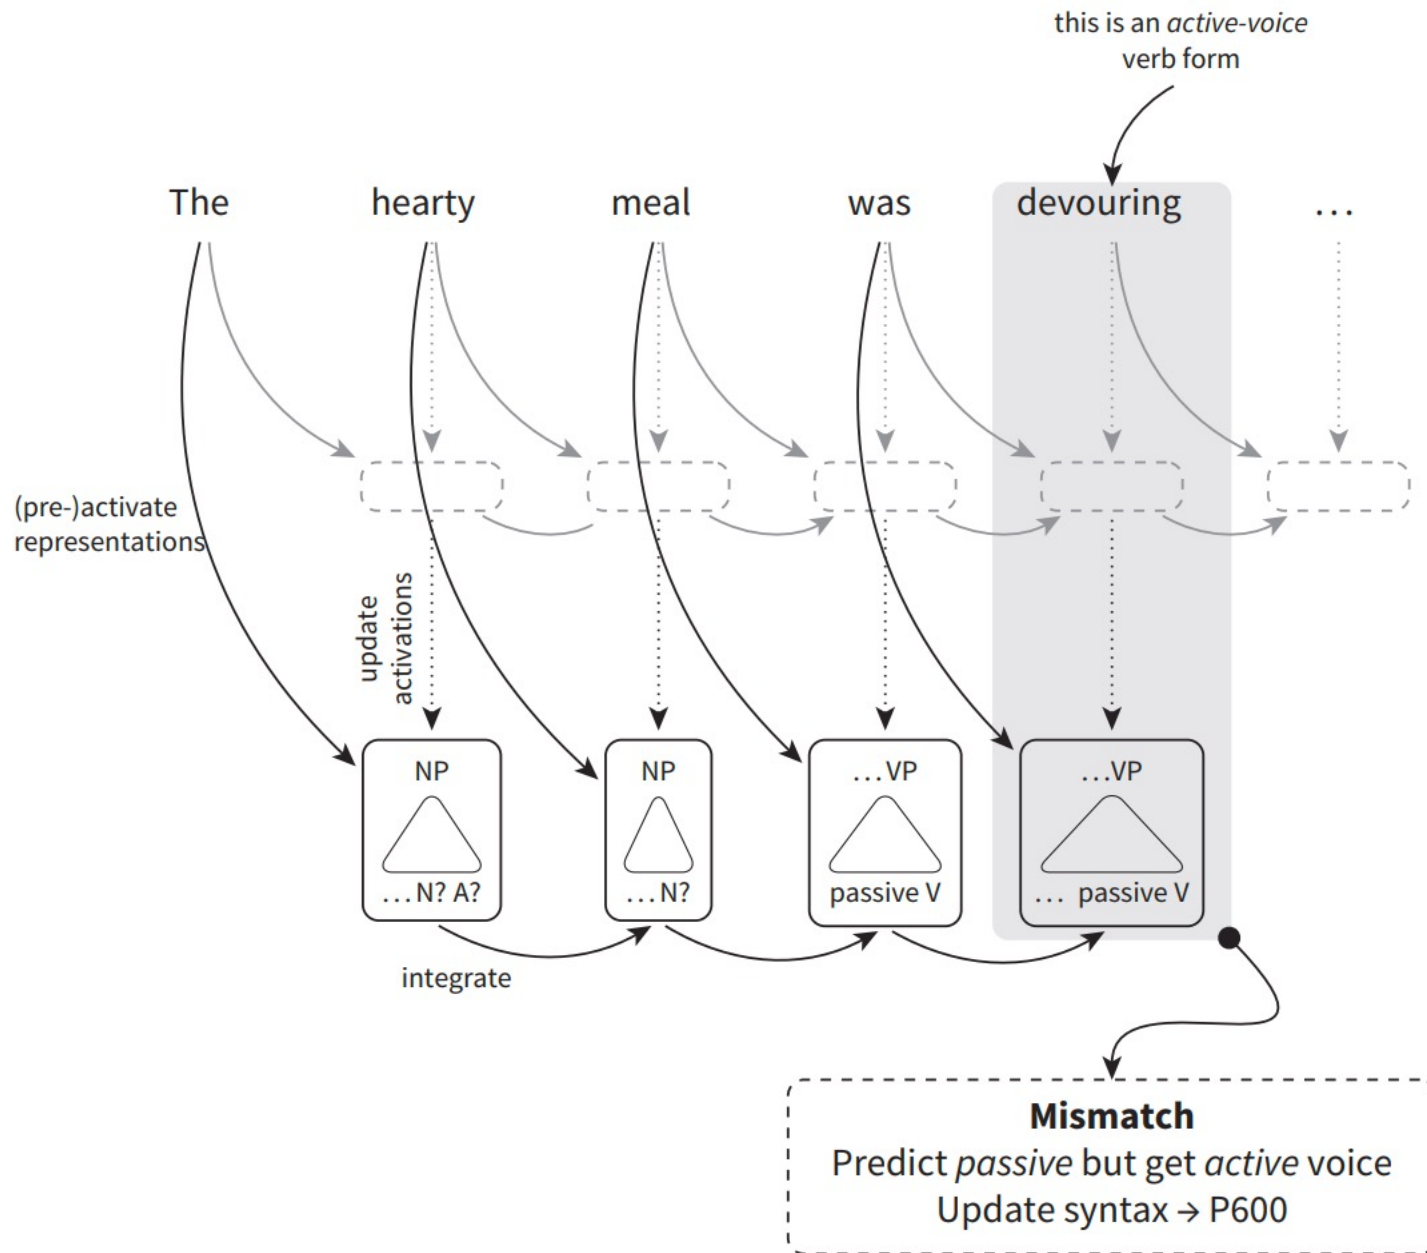 this is an active-voice
verb form
The hearty meal was devouring ...
(pre-)activate
representations
update
activations
NP
... N? A?
NP
... N?
... VP
passive V
... VP
... passive V
integrate
Mismatch
Predict passive but get active voice
Update syntax → P600